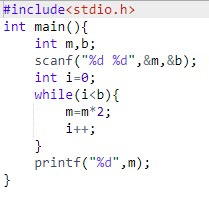 #include<stdio.h>
int main(){
    int m,b;
    scanf("%d %d",&m,&b);
    int i=0;
    while(i<b){
        m=m*2;
        i++;
    }
    printf("%d",m);
}